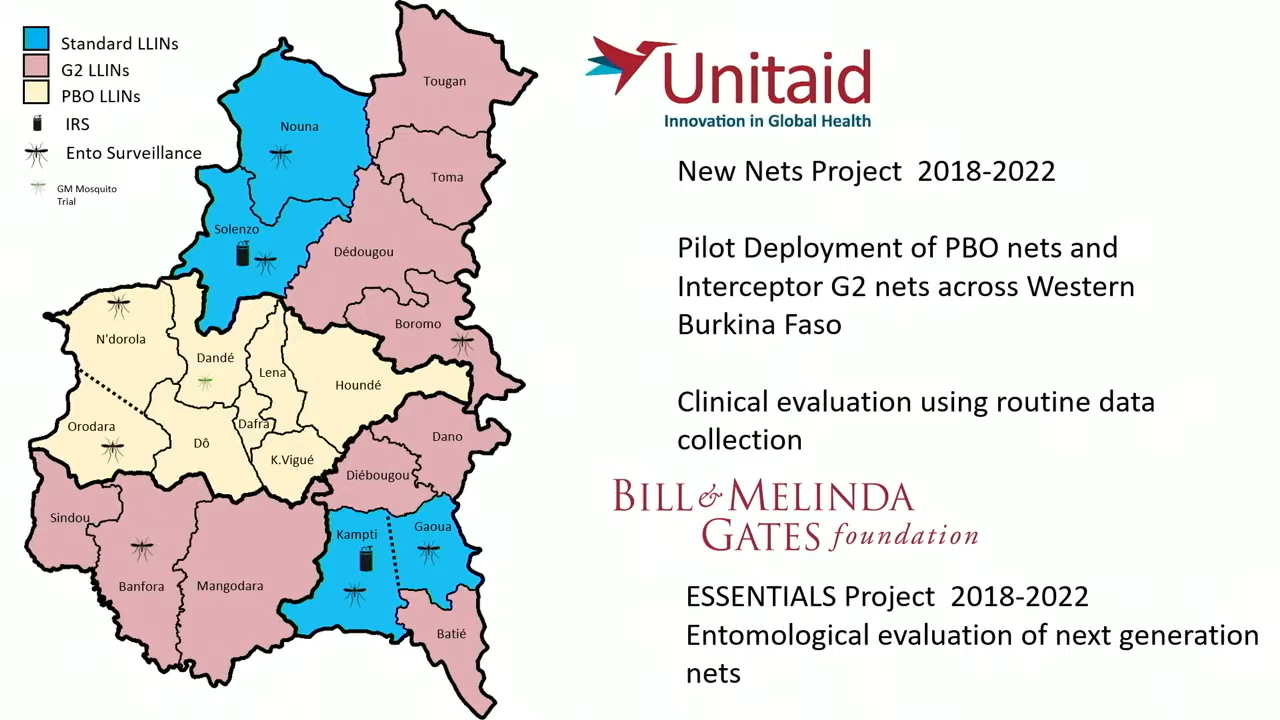 Standard LLINs
G2 LLINs
PBO LLINs
IRS
Ento Surveillance
GM Mosquito
Trial
Tougan
Nouna
Toma
Solenzo
Dédougou
Boromo
N'dorola
Dandé
Lena
Houndé
Orodara
Dô
Dafra
K.Vigué
Dano
Diébougou
Sindou
Banfora
Mangodara
Kampti
Gaoua
Batié
Unitaid
Innovation in Global Health
New Nets Project 2018-2022
Pilot Deployment of PBO nets and
Interceptor G2 nets across Western
Burkina Faso
Clinical evaluation using routine data
collection
BILL & MELINDA
GATES foundation
ESSENTIALS Project 2018-2022
Entomological evaluation of next generation
nets